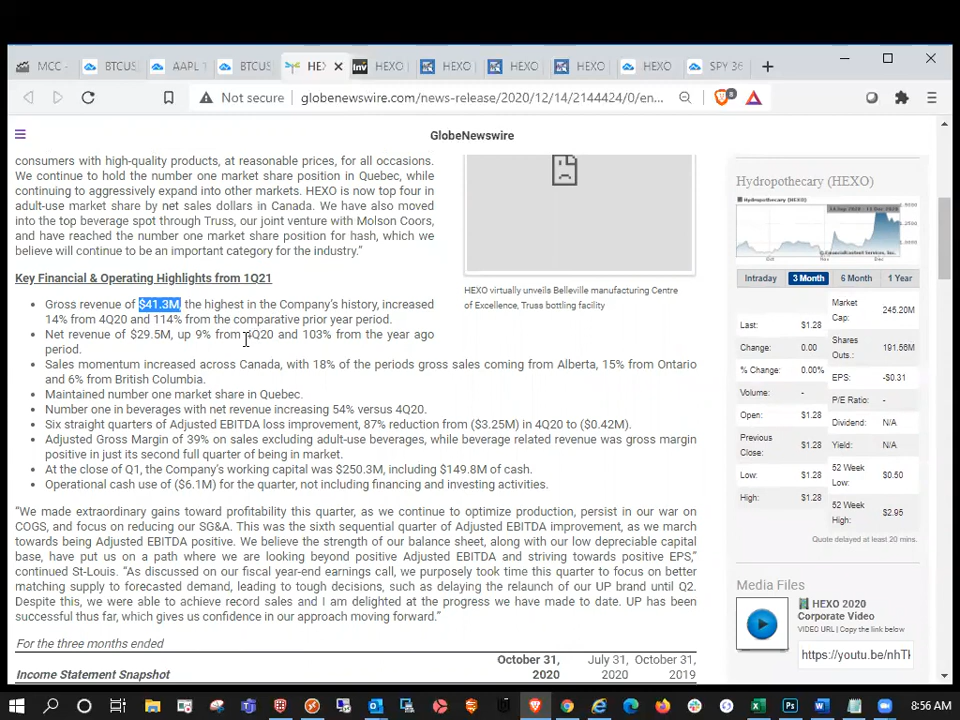 MCC -
BTCUS
AAPL 1
BTCUS
HEX
Inv
HEXO
HEXO
HEXO
HEXO
HEXO
SPY 36
Not secure
globenewswire.com/news-release/2020/12/14/2144424/0/en...
8
GlobeNewswire
consumers with high-quality products, at reasonable prices, for all occasions.
We continue to hold the number one market share position in Quebec, while
continuing to aggressively expand into other markets. HEXO is now top four in
adult-use market share by net sales dollars in Canada. We have also moved
into the top beverage spot through Truss, our joint venture with Molson Coors,
and have reached the number one market share position for hash, which we
believe will continue to be an important category for the industry.”
Key Financial & Operating Highlights from 1Q21
• Gross revenue of $41.3M, the highest in the Company’s history, increased
14% from 4Q20 and 114% from the comparative prior year period.
• Net revenue of $29.5M, up 9% from 4Q20 and 103% from the year ago
period.
• Sales momentum increased across Canada, with 18% of the periods gross sales coming from Alberta, 15% from Ontario
and 6% from British Columbia.
• Maintained number one market share in Quebec.
• Number one in beverages with net revenue increasing 54% versus 4Q20.
• Six straight quarters of Adjusted EBITDA loss improvement, 87% reduction from ($3.25M) in 4Q20 to ($0.42M).
• Adjusted Gross Margin of 39% on sales excluding adult-use beverages, while beverage related revenue was gross margin
positive in just its second full quarter of being in market.
• At the close of Q1, the Company’s working capital was $250.3M, including $149.8M of cash.
• Operational cash use of ($6.1M) for the quarter, not including financing and investing activities.
“We made extraordinary gains toward profitability this quarter, as we continue to optimize production, persist in our war on
COGS, and focus on reducing our SG&A. This was the sixth sequential quarter of Adjusted EBITDA improvement, as we march
towards being Adjusted EBITDA positive. We believe the strength of our balance sheet, along with our low depreciable capital
base, have put us on a path where we are looking beyond positive Adjusted EBITDA and striving towards positive EPS,”
continued St-Louis. “As discussed on our fiscal year-end earnings call, we purposely took time this quarter to focus on better
matching supply to forecasted demand, leading to tough decisions, such as delaying the relaunch of our UP brand until Q2.
Despite this, we were able to achieve record sales and I am delighted at the progress we have made to date. UP has been
successful thus far, which gives us confidence in our approach moving forward.”
For the three months ended
October 31, July 31, October 31,
Income Statement Snapshot 2020 2020 2019
HEXO virtually unveils Belleville manufacturing Centre
of Excellence, Truss bottling facility
Hydropothecary (HEXO)
Hydropothecary (HEXO)
Oct Nov Dec
Intraday 3 Month 6 Month 1 Year
Last: $1.28
Change: 0.00
% Change: 0.00%
Volume: -
Open: $1.28
Previous
Close: $1.28
Low: $1.28
High: $1.28
Market
Cap: 245.20M
Shares
Outs.: 191.56M
EPS: -$0.31
P/E Ratio: -
Dividend: N/A
Yield: N/A
52 Week
Low: $0.50
52 Week
High: $2.95
Quote delayed at least 20 mins.
Media Files
HEXO 2020
Corporate Video
VIDEO URL | Copy the link below
https://youtu.be/nhTl
8:56 AM